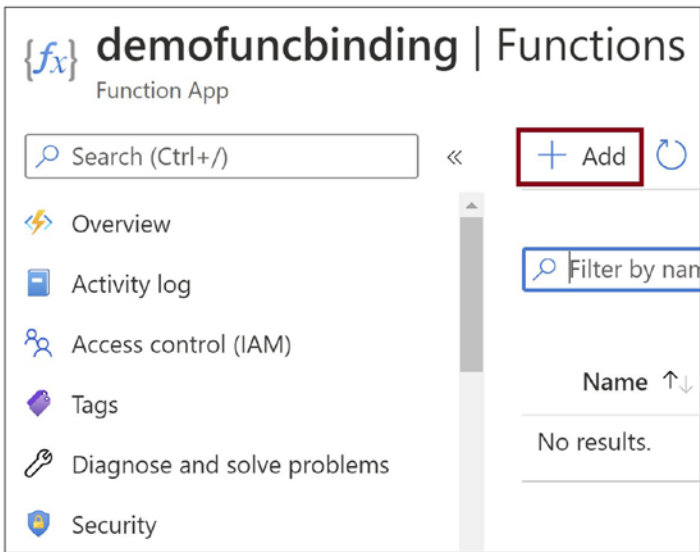 {fx} demofuncbinding | Functions
Function App
Search (Ctrl+/)
«
+ Add
Overview
Activity log
Filter by nam
Access control (IAM)
Tags
Name ↑↓
Diagnose and solve problems
No results.
Security